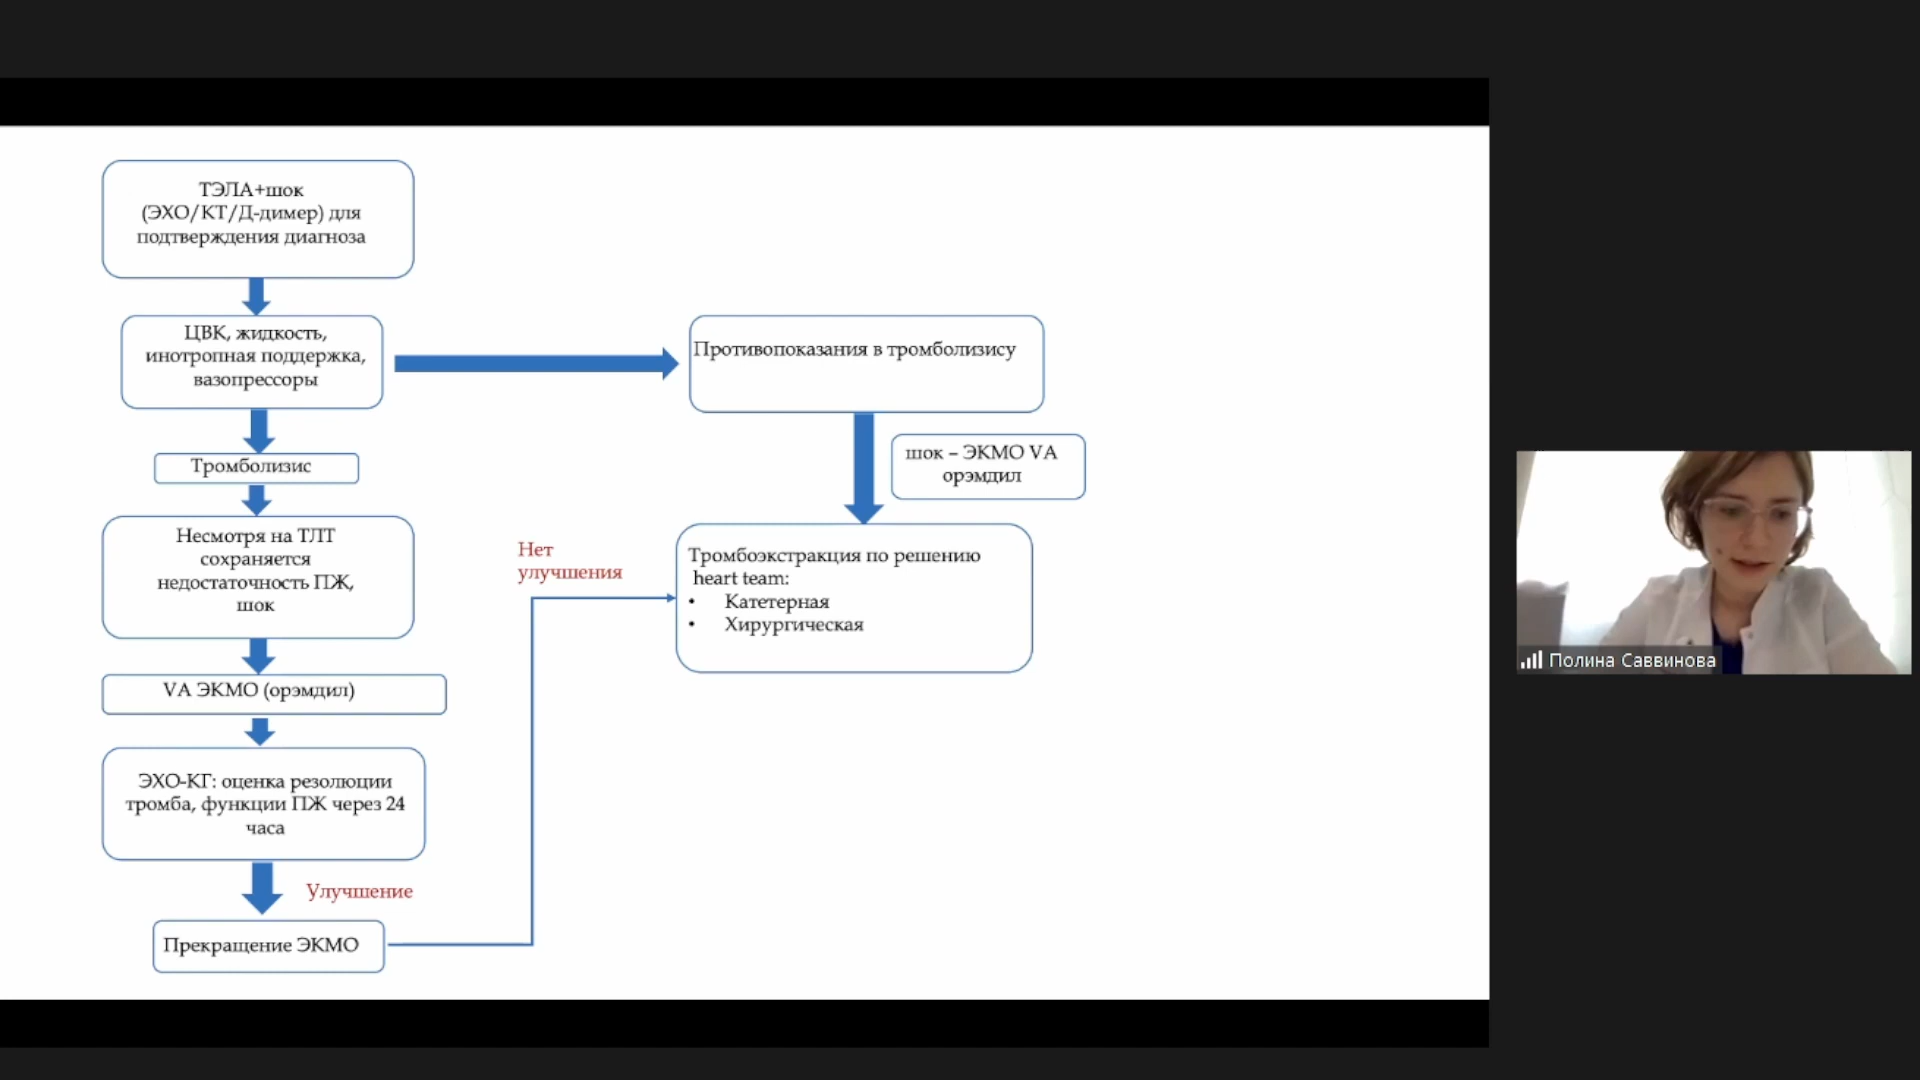 ТЭЛА+шок
(ЭХО/КТ/Д-димер) для
подтверждения диагноза
ЦВК, жидкость,
инотропная поддержка,
вазопрессоры
Тромболизис
Несмотря на ТЛТ
сохраняется
недостаточность ПЖ,
шок
VA ЭКМО (орэмдил)
ЭХО-КГ: оценка резолюции
тромба, функции ПЖ через 24
часа
Улучшение
Прекращение ЭКМО
Нет
улучшения
Противопоказания в тромболизису
шок – ЭКМО VA
орэмдил
Тромбоэкстракция по решению
heart team:
• Катетерная
• Хирургическая
Полина Саввинова